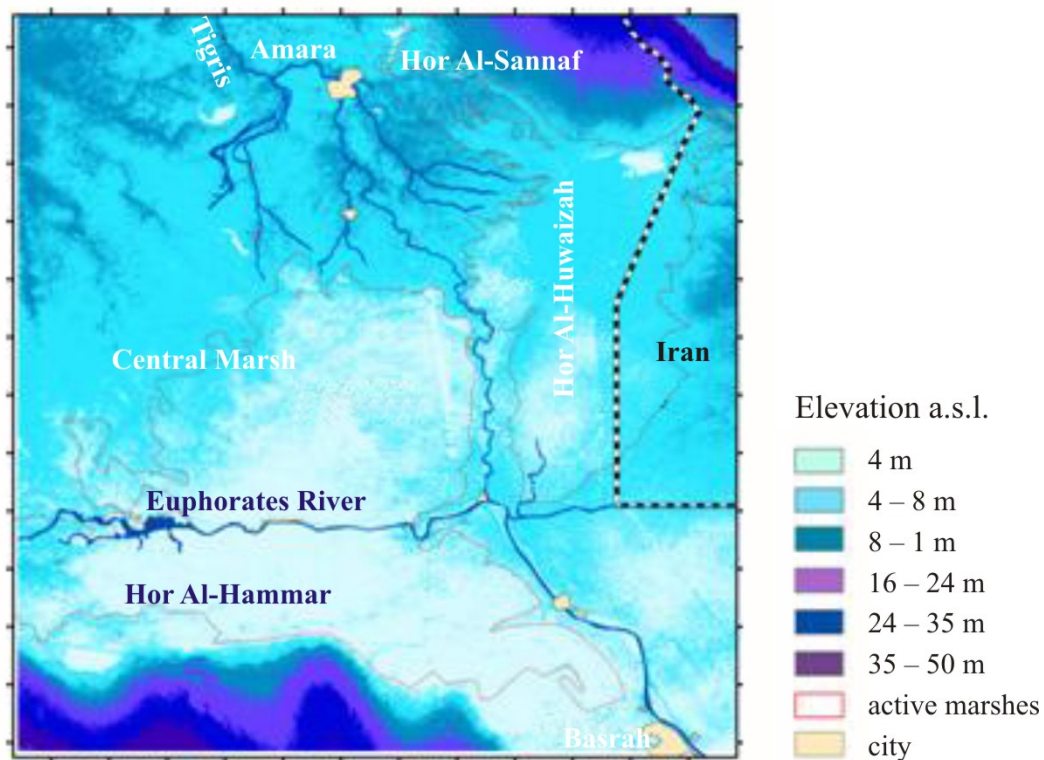 Tigris
Amara
Hor Al-Sannaf
Hor Al-Huwaizah
Iran
Central Marsh
Euphorates River
Hor Al-Hammar
Basrah
Elevation a.s.l.
4 m
4 – 8 m
8 – 1 m
16 – 24 m
24 – 35 m
35 – 50 m
active marshes
city